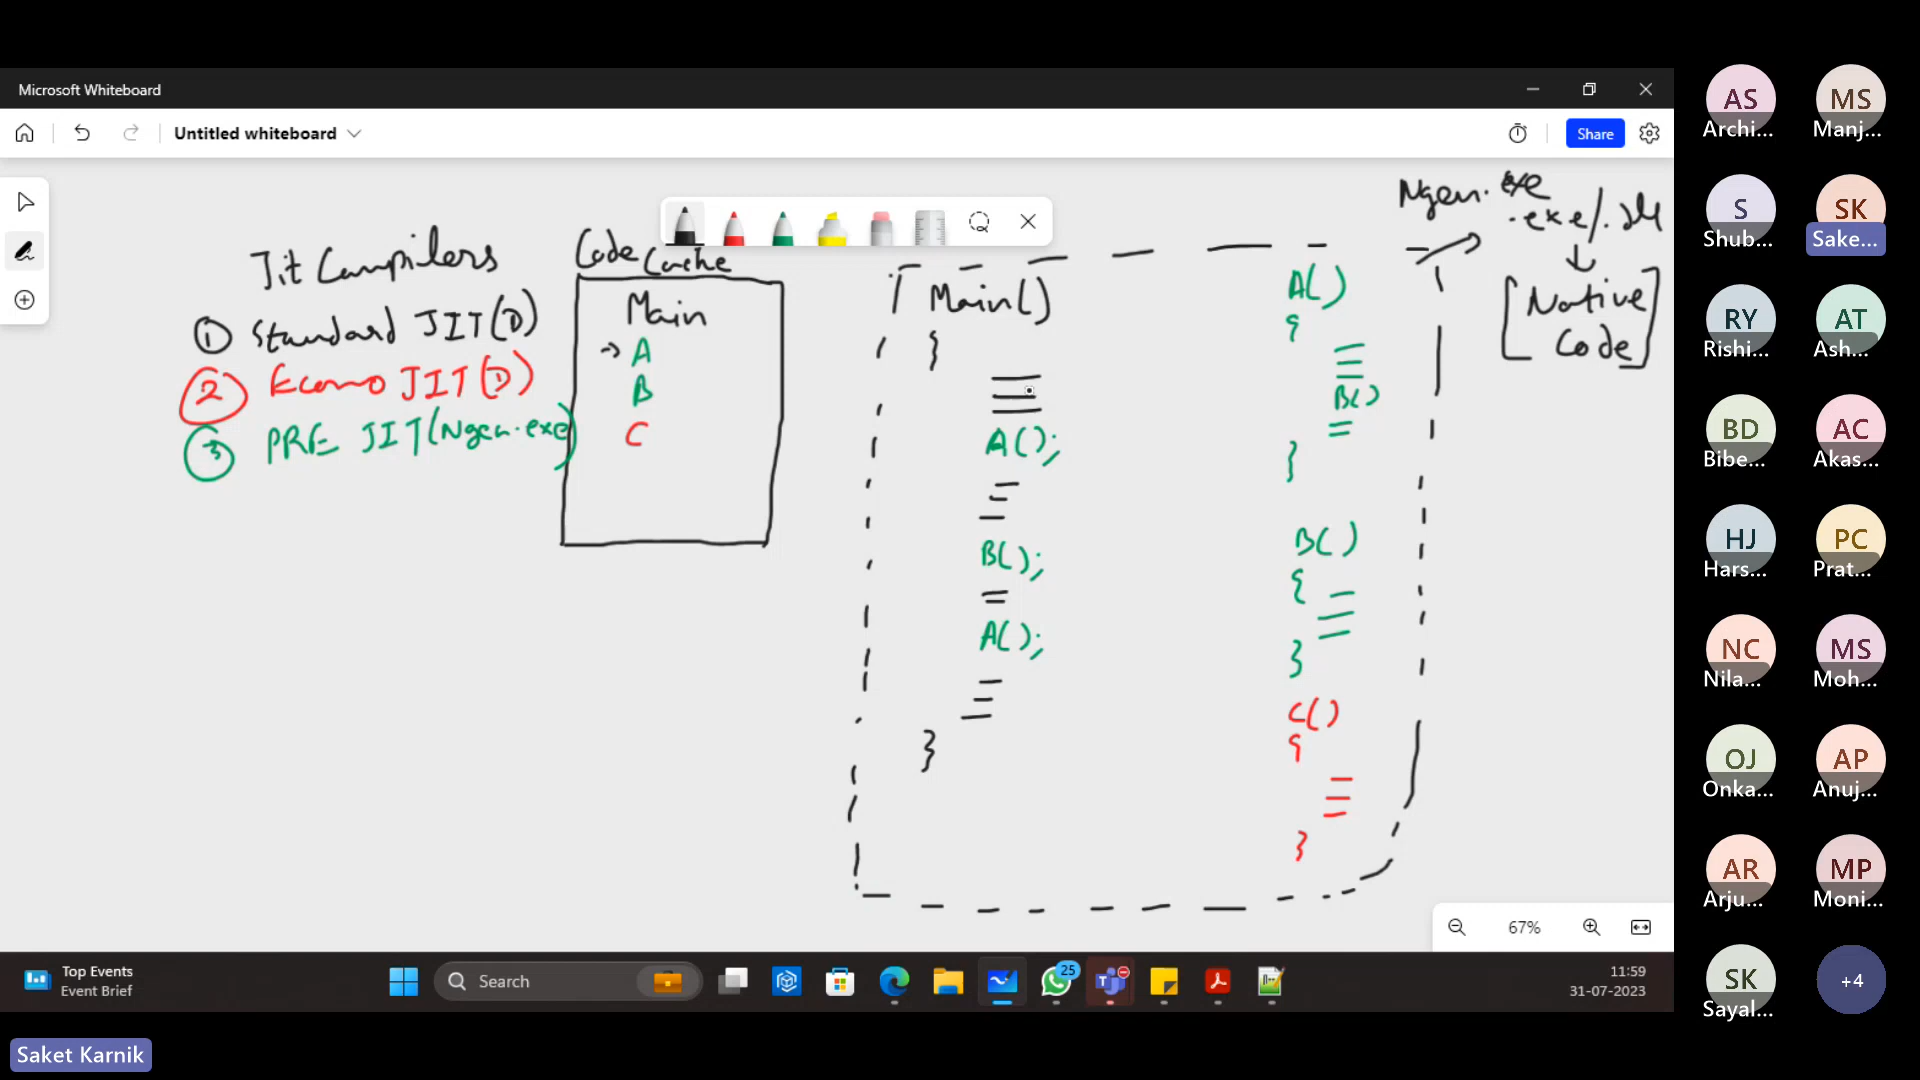 Microsoft Whiteboard
Untitled whiteboard
Share
Jit Compilers
① Standard JIT(D)
② Econo JIT(D)
③ PRE JIT(Ngen.exe)
Code Cache
Main
→ A
B
C
Main()
}
A();
B();
A();
}
A()
{
B()
}
B()
{
}
C()
{
}
Ngen.exe
.exe/.dll
[Native
Code]
67%
Top Events
Event Brief
Search
25
11:59
31-07-2023
AS
Archi...
MS
Manj...
S
Shub...
SK
Sake...
RY
Rishi...
AT
Ash...
BD
Bibe...
AC
Akas...
HJ
Hars...
PC
Prat...
NC
Nila...
MS
Moh...
OJ
Onka...
AP
Anuj...
AR
Arju...
MP
Moni...
SK
Sayal...
+4
Saket Karnik